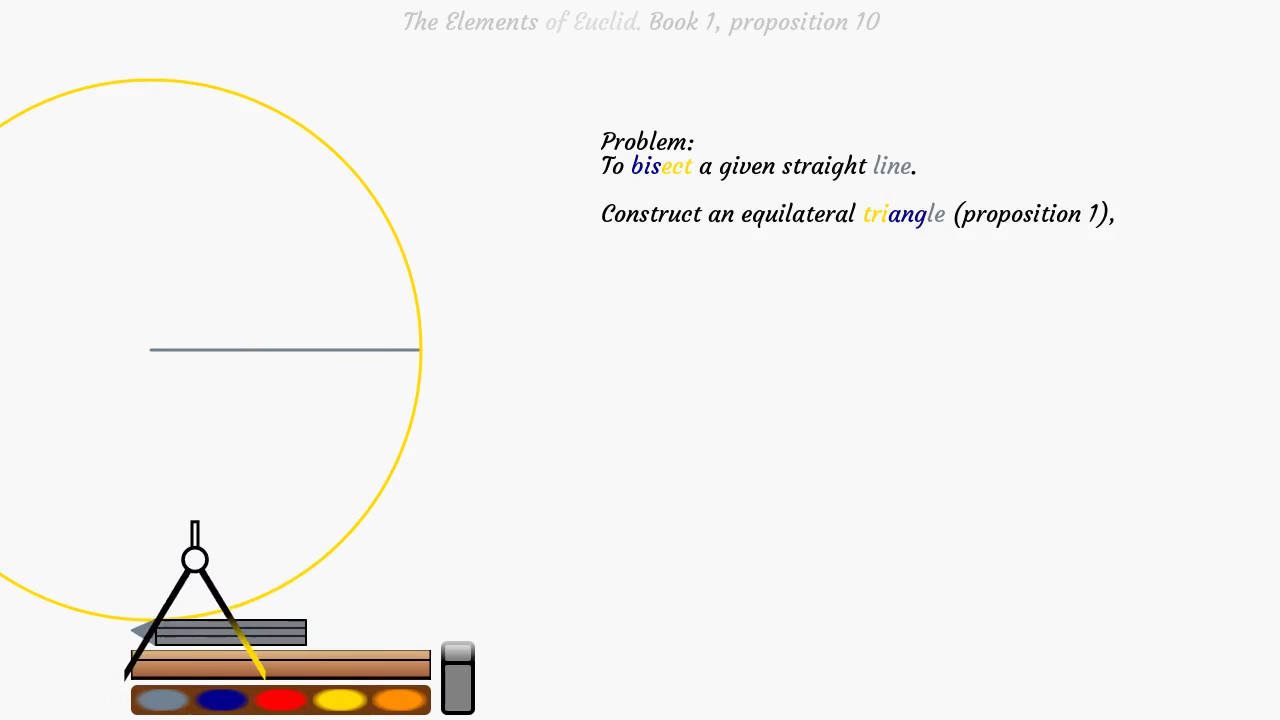 The Elements of Euclid. Book 1, proposition 10
Problem:
To bisect a given straight line.
Construct an equilateral triangle (proposition 1),